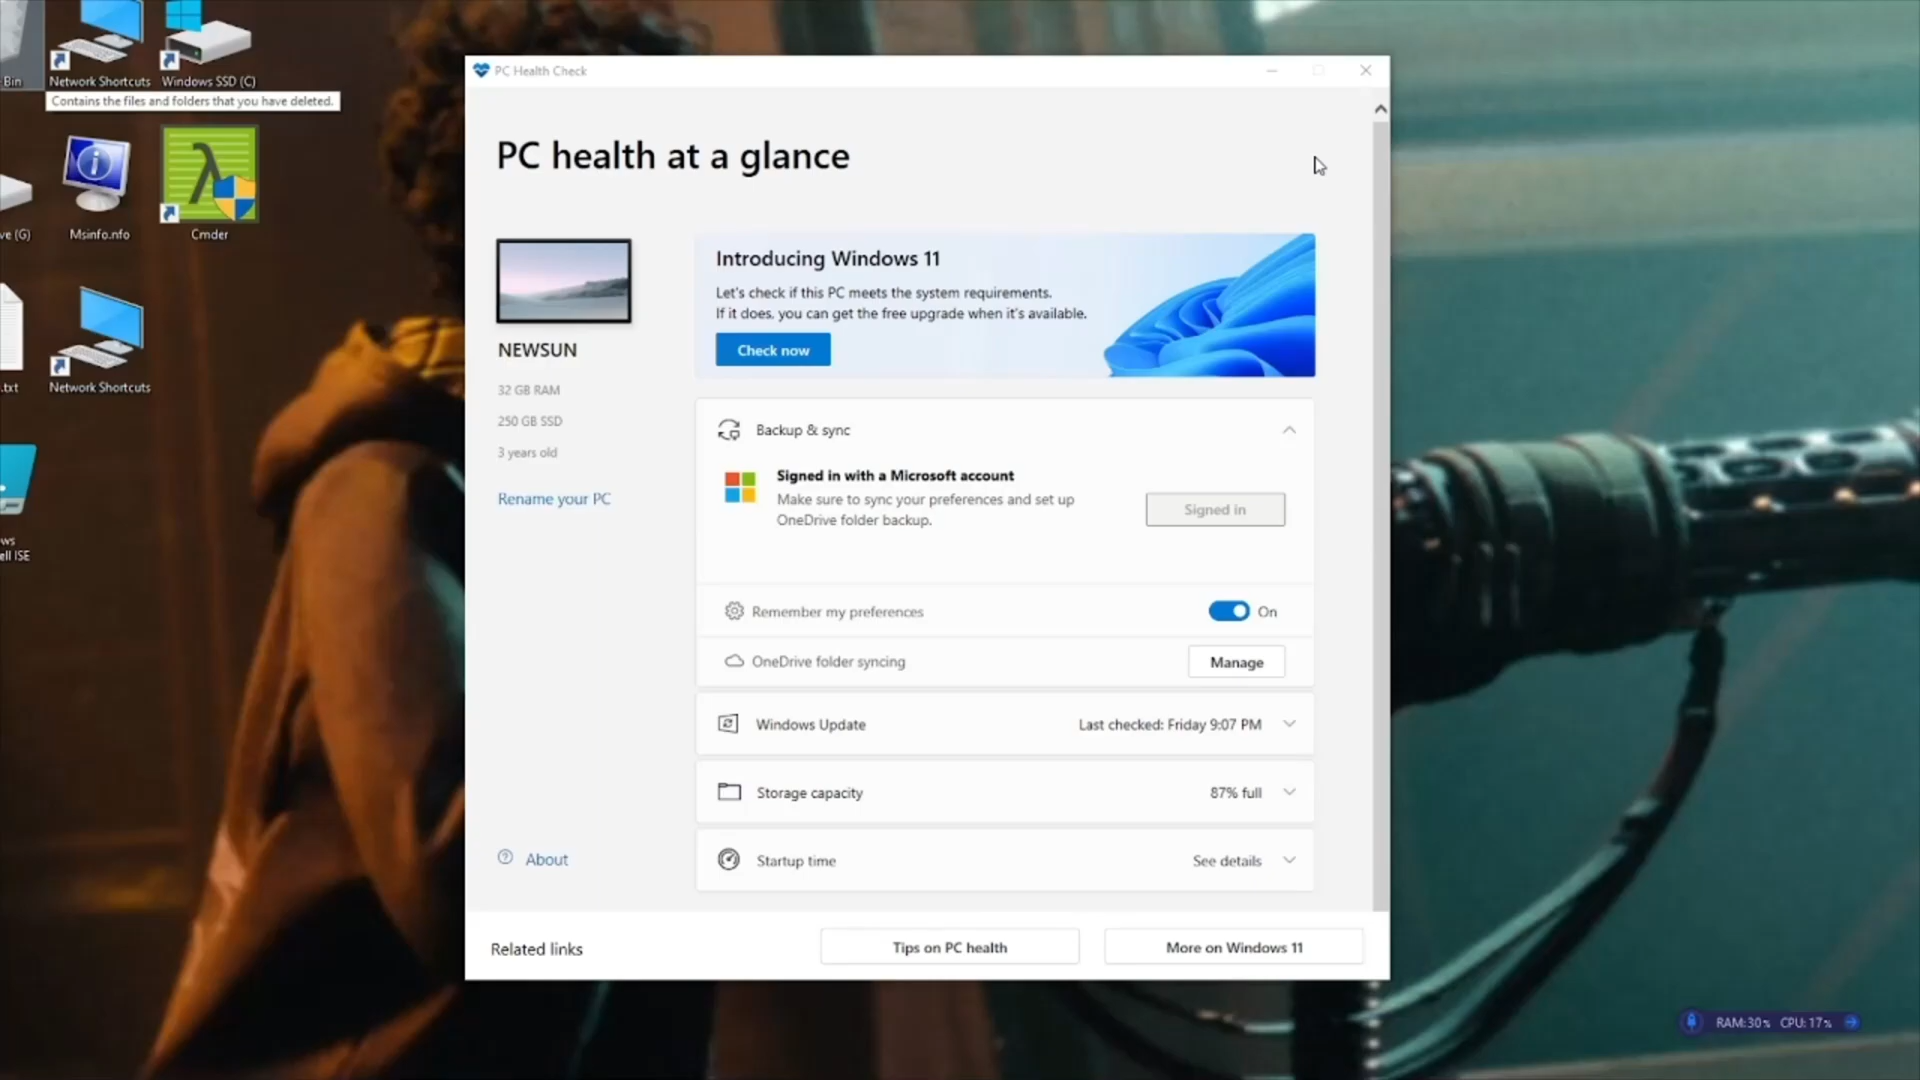 Bin
Network Shortcuts
Windows SSD (C)
Contains the files and folders that you have deleted.
ve (G)
Msinfo.nfo
Cmder
.txt
Network Shortcuts
ws
ell ISE
PC Health Check
PC health at a glance
NEWSUN
32 GB RAM
250 GB SSD
3 years old
Rename your PC
About
Introducing Windows 11
Let's check if this PC meets the system requirements.
If it does, you can get the free upgrade when it's available.
Check now
Backup & sync
Signed in with a Microsoft account
Make sure to sync your preferences and set up
OneDrive folder backup.
Signed in
Remember my preferences
On
OneDrive folder syncing
Manage
Windows Update
Last checked: Friday 9:07 PM
Storage capacity
87% full
Startup time
See details
Related links
Tips on PC health
More on Windows 11
RAM:30% CPU:17%